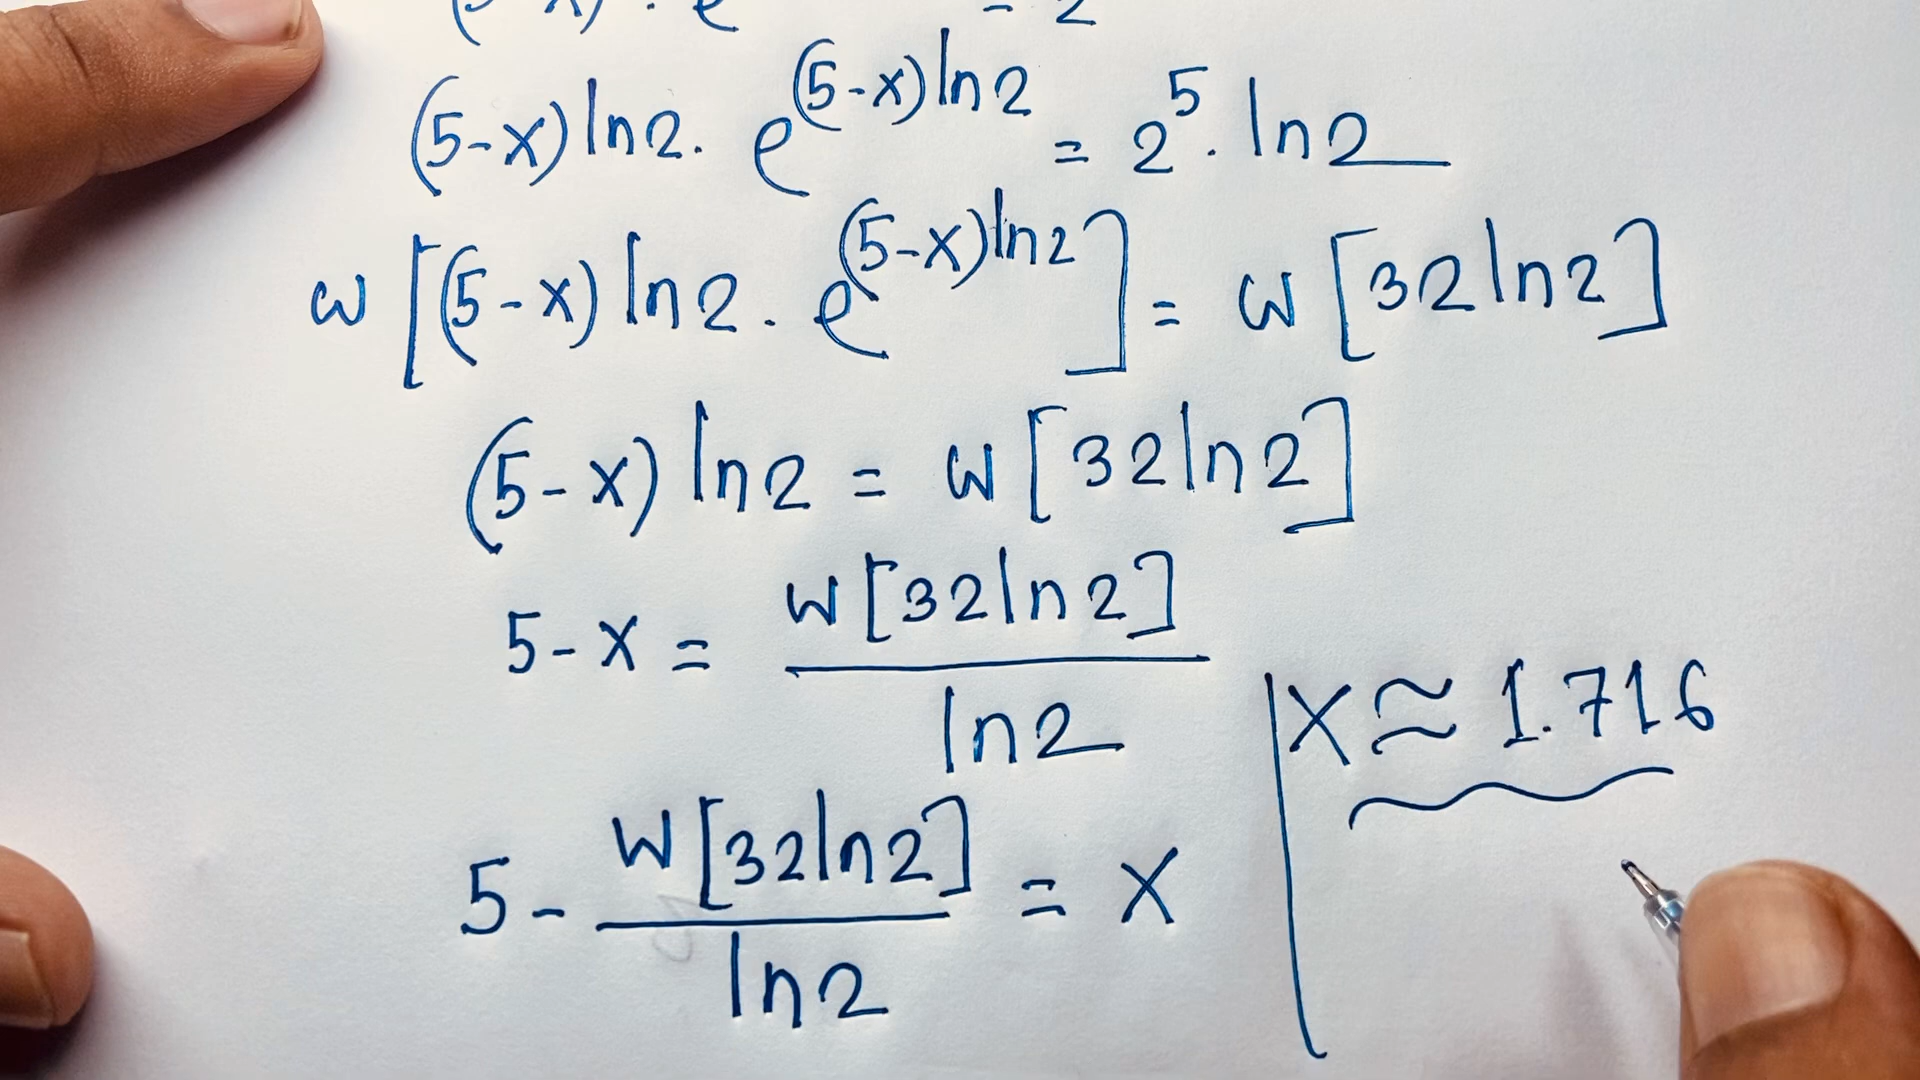 (5-x)ln2. e^(5-x)ln2 = 2^5. ln2
W[(5-x)ln2. e^(5-x)ln2] = W[32ln2]
(5-x)ln2 = W[32ln2]
5-x = W[32ln2]/ln2
x≈1.716
5-W[32ln2]/ln2 = x